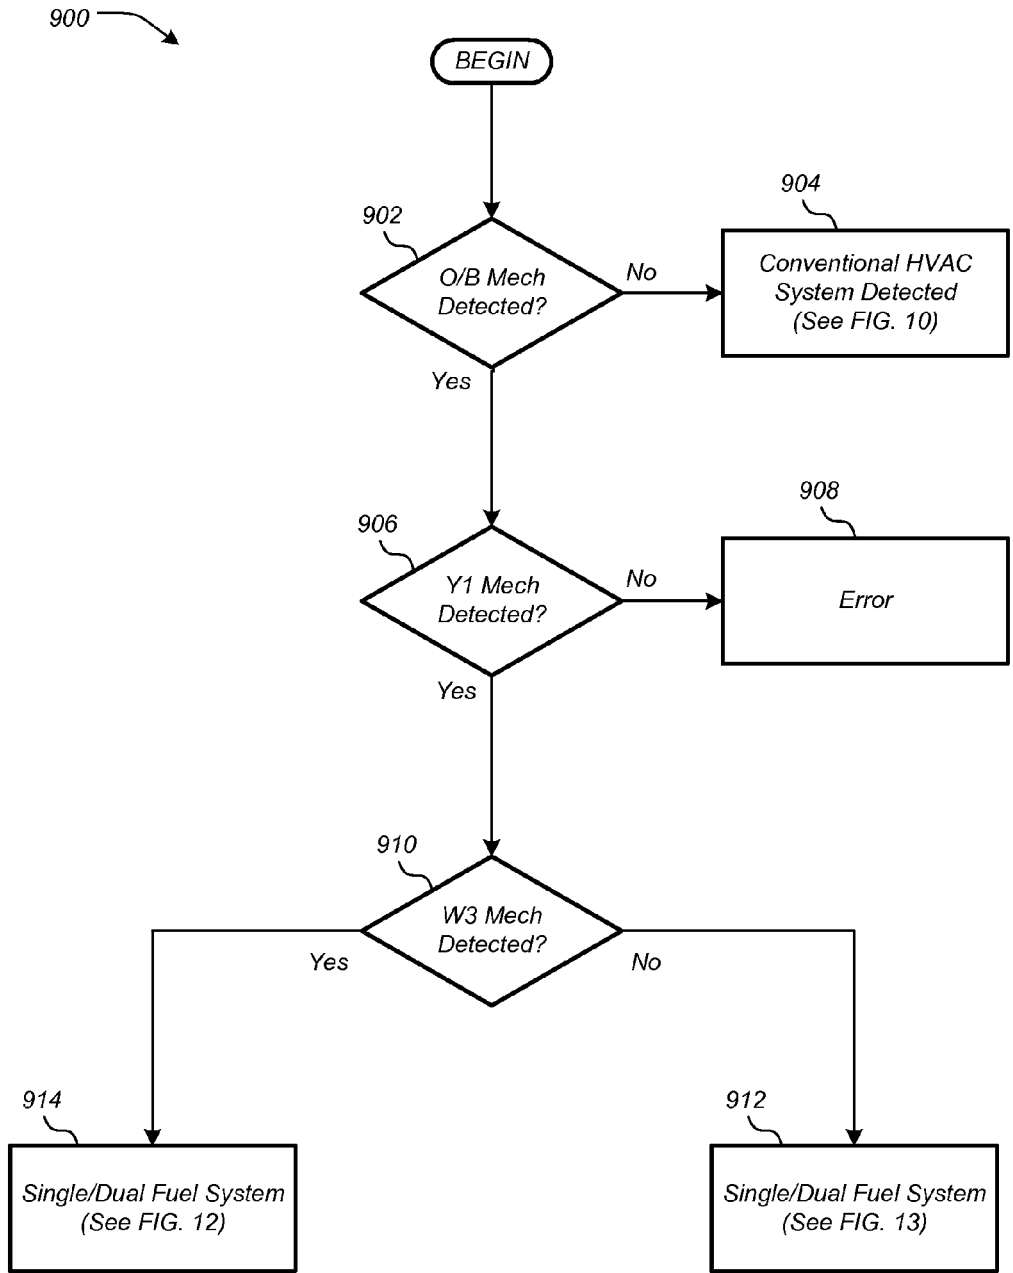 900
BEGIN
902
O/B Mech
Detected?
No
904
Conventional HVAC
System Detected
(See FIG. 10)
Yes
906
Y1 Mech
Detected?
No
908
Error
Yes
910
W3 Mech
Detected?
Yes
No
914
Single/Dual Fuel System
(See FIG. 12)
912
Single/Dual Fuel System
(See FIG. 13)